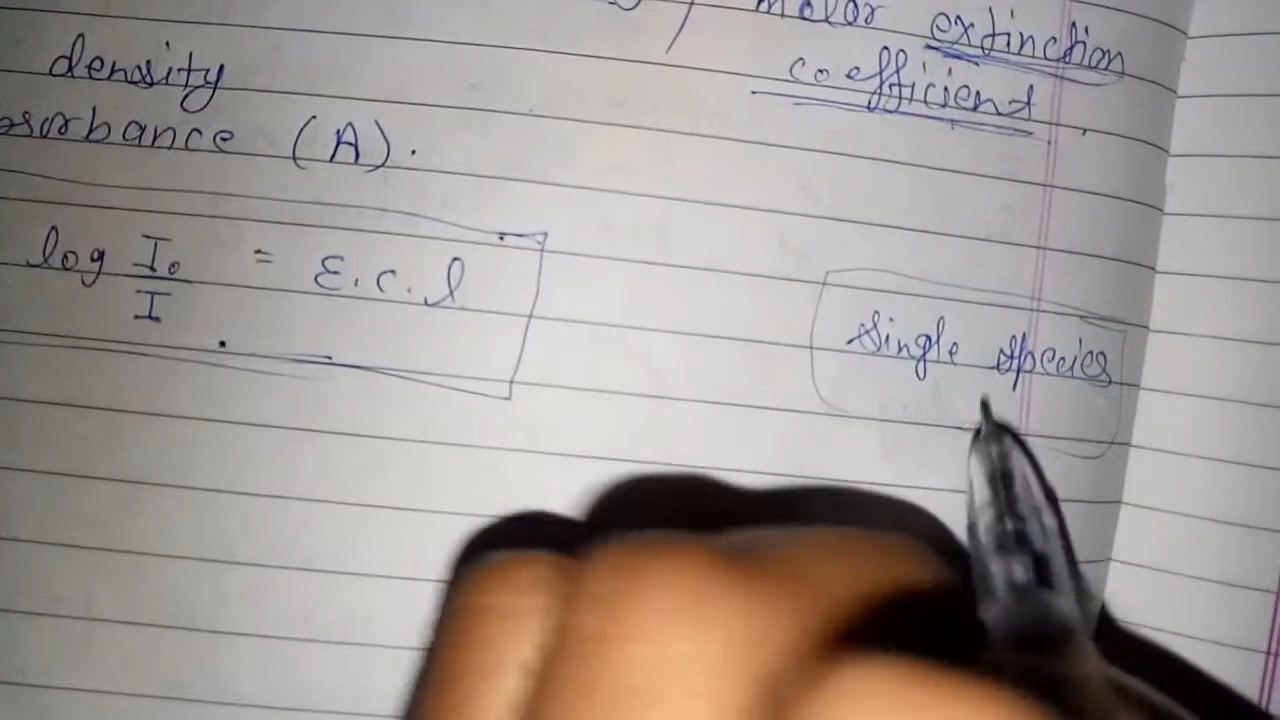 molar extinction
coefficient
density
absorbance (A).
log I₀/I = ε.c.l
Single species